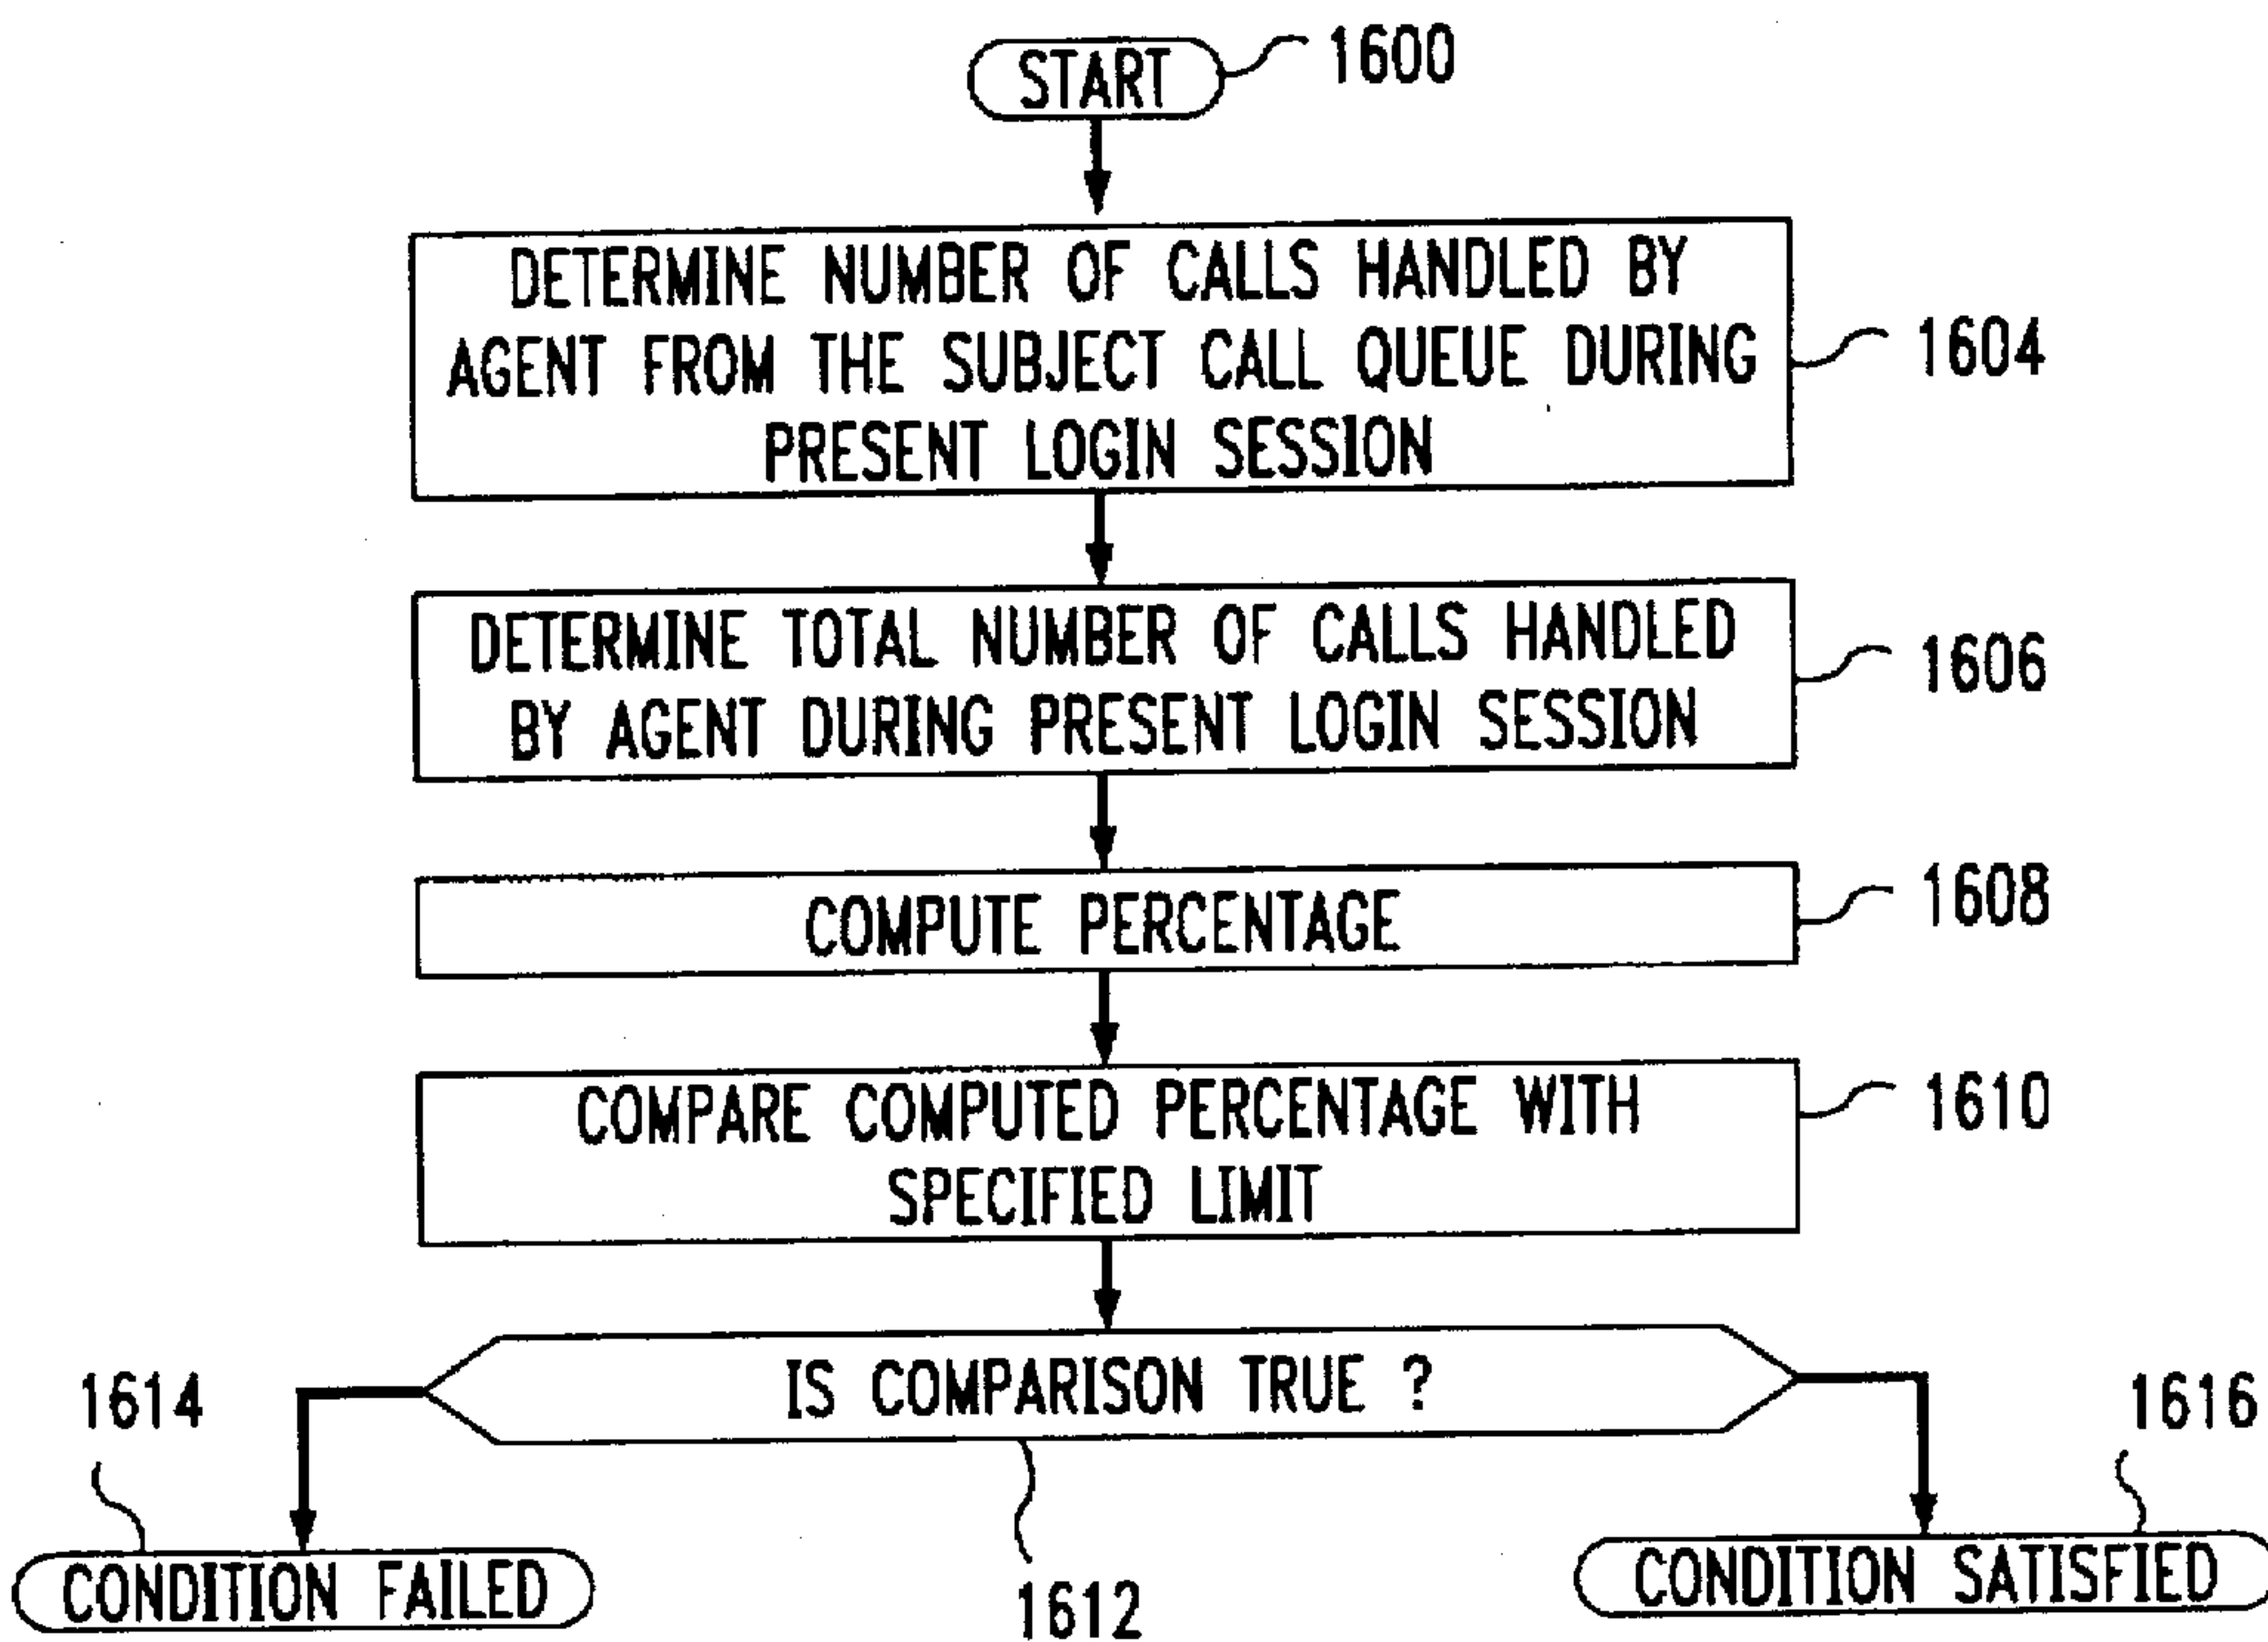 START
1600
DETERMINE NUMBER OF CALLS HANDLED BY
AGENT FROM THE SUBJECT CALL QUEUE DURING
PRESENT LOGIN SESSION
1604
DETERMINE TOTAL NUMBER OF CALLS HANDLED
BY AGENT DURING PRESENT LOGIN SESSION
1606
COMPUTE PERCENTAGE
1608
COMPARE COMPUTED PERCENTAGE WITH
SPECIFIED LIMIT
1610
IS COMPARISON TRUE ?
1612
1614
CONDITION FAILED
1616
CONDITION SATISFIED